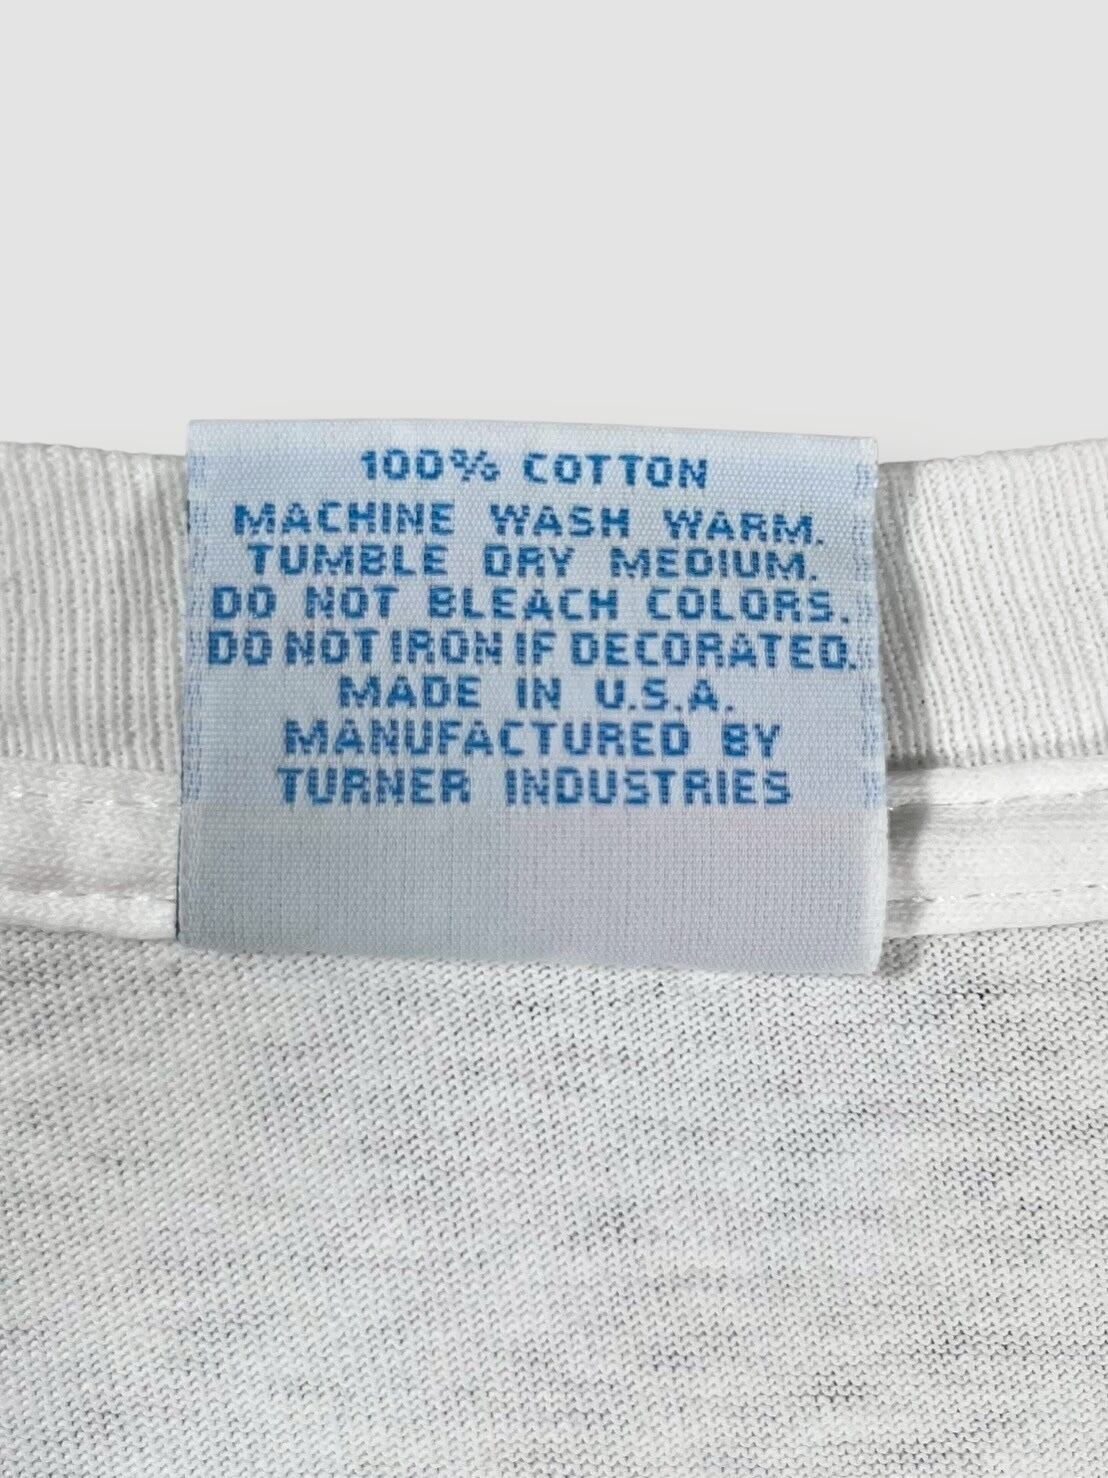 100% COTTON
MACHINE WASH WARM.
TUMBLE DRY MEDIUM.
DO NOT BLEACH COLORS.
DO NOT IRON IF DECORATED.
MADE IN U.S.A.
MANUFACTURED BY
TURNER INDUSTRIES